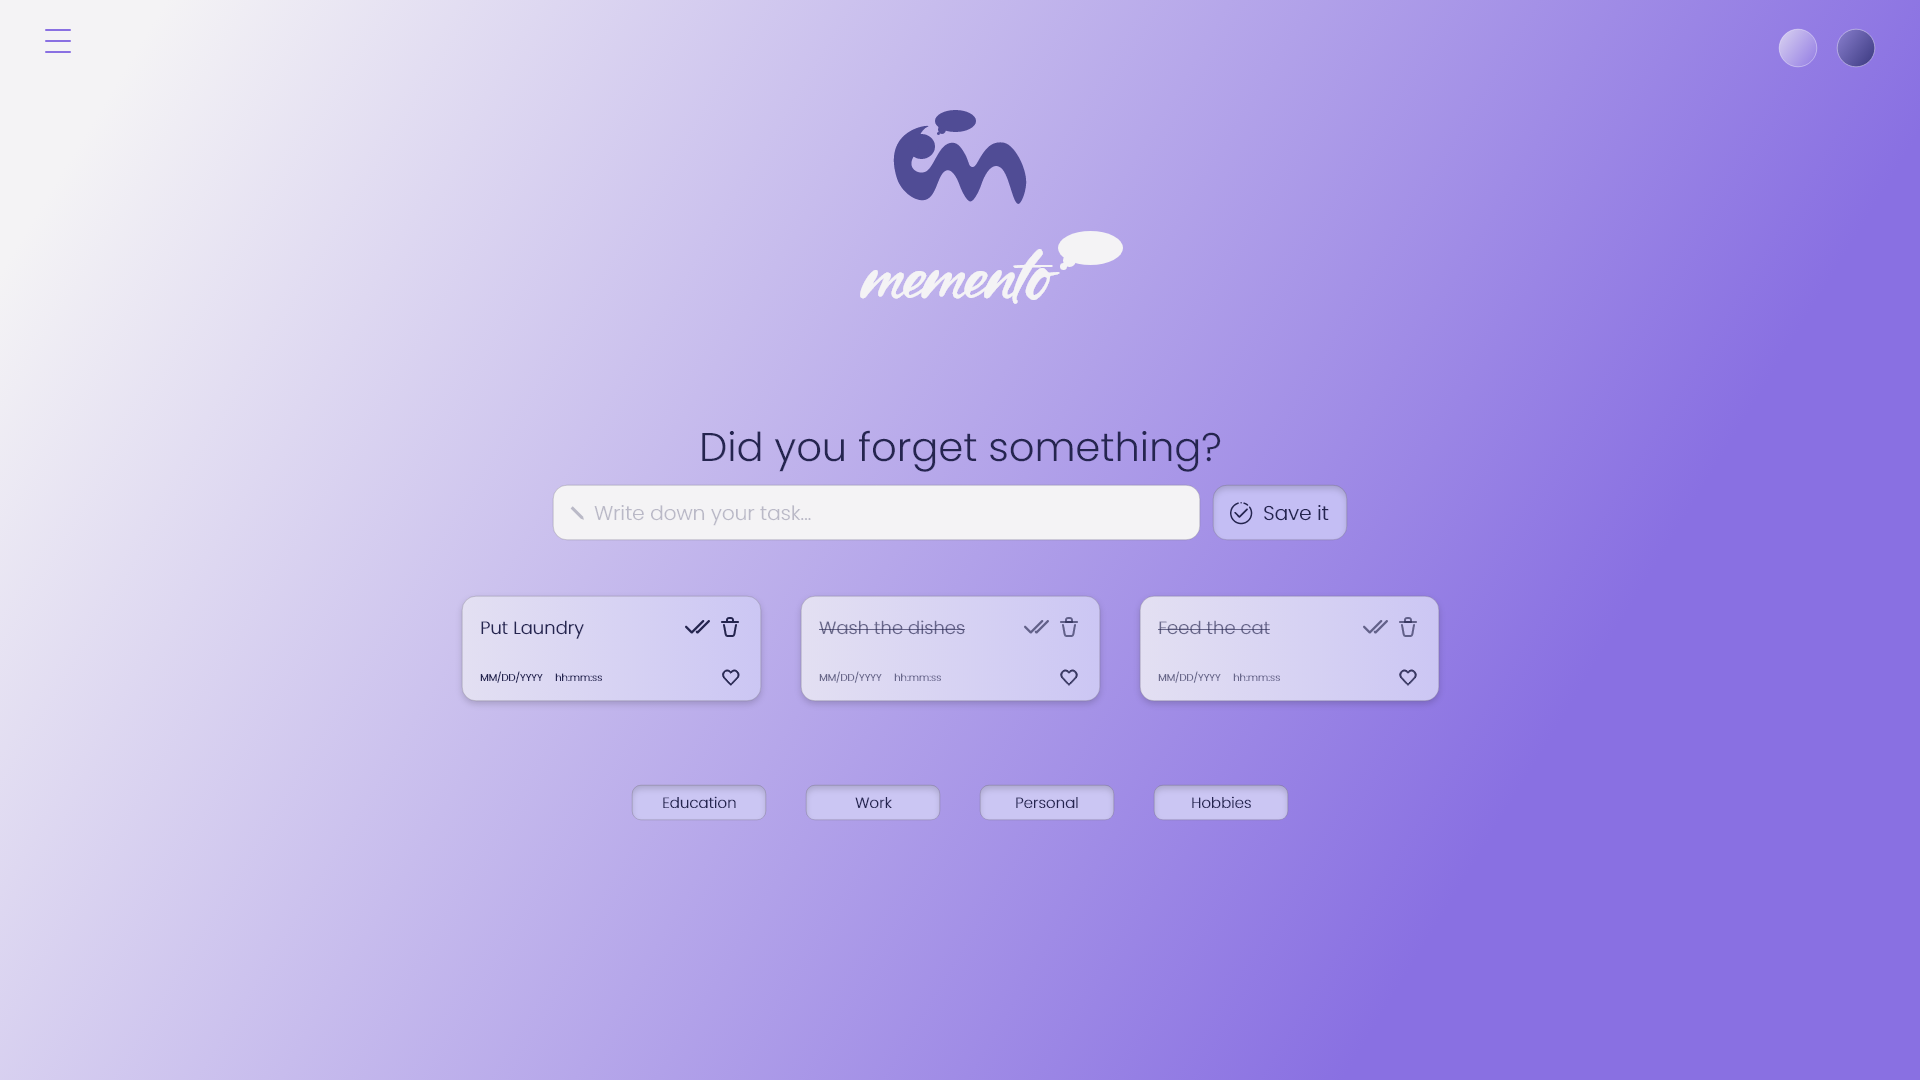 memento
Did you forget something?
Write down your task...
Save it
Put Laundry
MM/DD/YYYY hh:mm:ss
Wash the dishes
MM/DD/YYYY hh:mm:ss
Feed the cat
MM/DD/YYYY hh:mm:ss
Education
Work
Personal
Hobbies